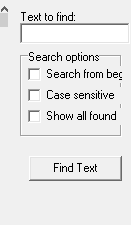 Text to find:
Search options
Search from beg
Case sensitive
Show all found
Find Text